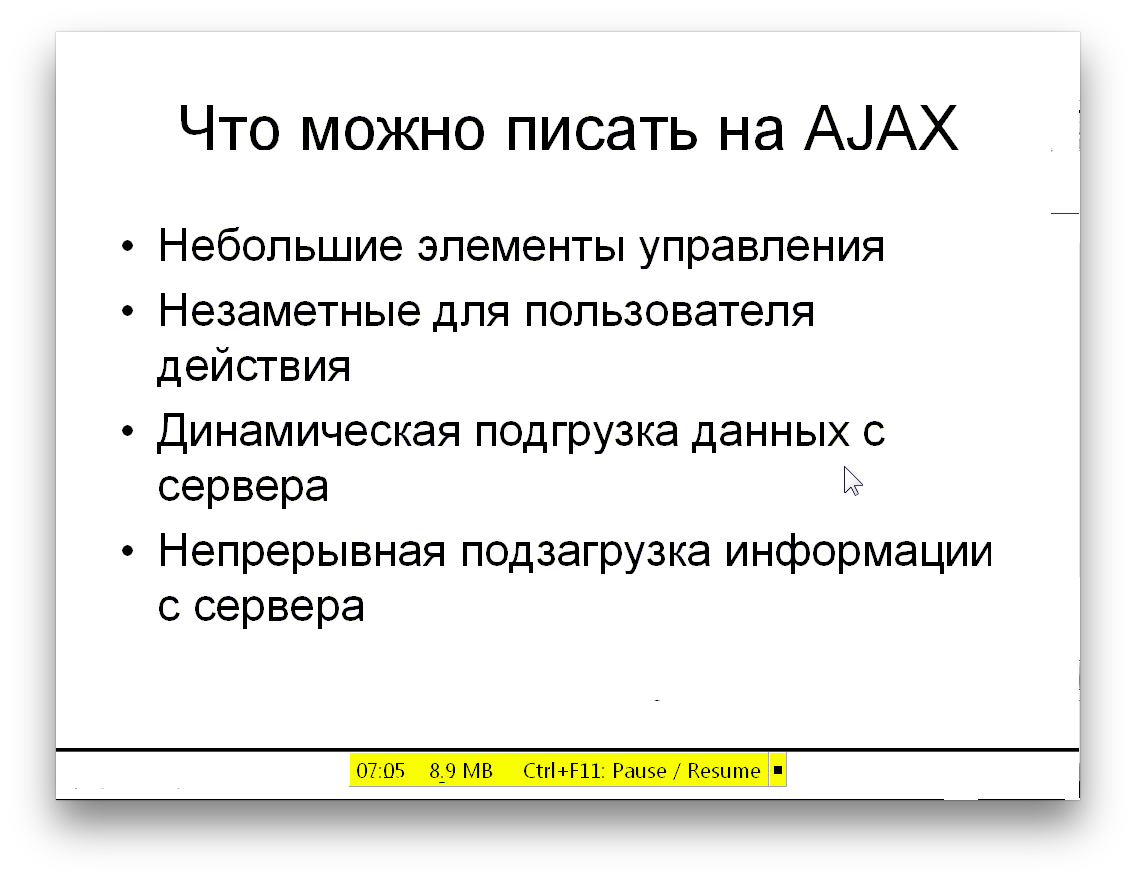 Что можно писать на AJAX
• Небольшие элементы управления
• Незаметные для пользователя
действия
• Динамическая подгрузка данных с
сервера
• Непрерывная подзагрузка информации
с сервера
07:05 8,9 MB Ctrl+F11: Pause / Resume